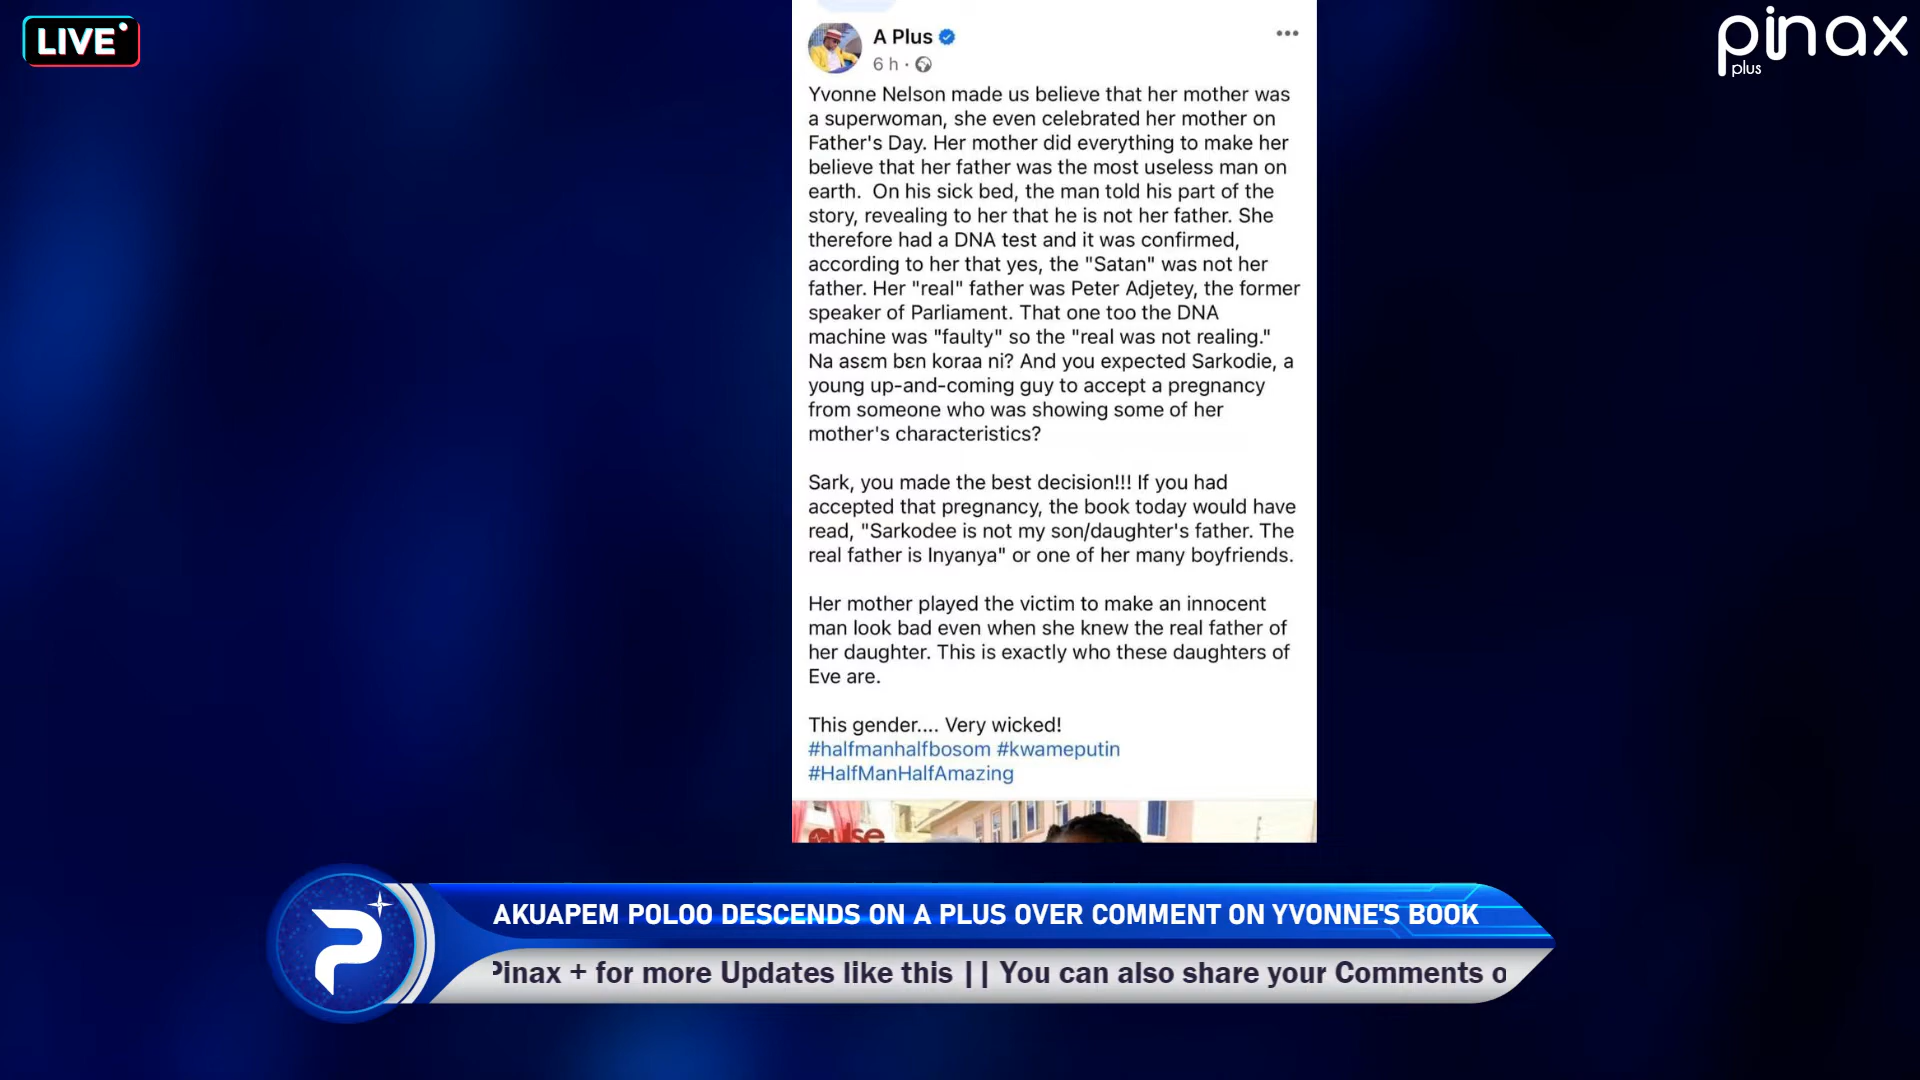 LIVE
pinax
plus
A Plus
6 h ·
Yvonne Nelson made us believe that her mother was
a superwoman, she even celebrated her mother on
Father's Day. Her mother did everything to make her
believe that her father was the most useless man on
earth.  On his sick bed, the man told his part of the
story, revealing to her that he is not her father. She
therefore had a DNA test and it was confirmed,
according to her that yes, the "Satan" was not her
father. Her "real" father was Peter Adjetey, the former
speaker of Parliament. That one too the DNA
machine was "faulty" so the "real was not realing."
Na asɛm bɛn koraa ni? And you expected Sarkodie, a
young up-and-coming guy to accept a pregnancy
from someone who was showing some of her
mother's characteristics?
Sark, you made the best decision!!! If you had
accepted that pregnancy, the book today would have
read, "Sarkodee is not my son/daughter's father. The
real father is Inyanya" or one of her many boyfriends.
Her mother played the victim to make an innocent
man look bad even when she knew the real father of
her daughter. This is exactly who these daughters of
Eve are.
This gender.... Very wicked!
#halfmanhalfbosom #kwameputin
#HalfManHalfAmazing
pulse
AKUAPEM POLOO DESCENDS ON A PLUS OVER COMMENT ON YVONNE'S BOOK
Pinax + for more Updates like this || You can also share your Comments o